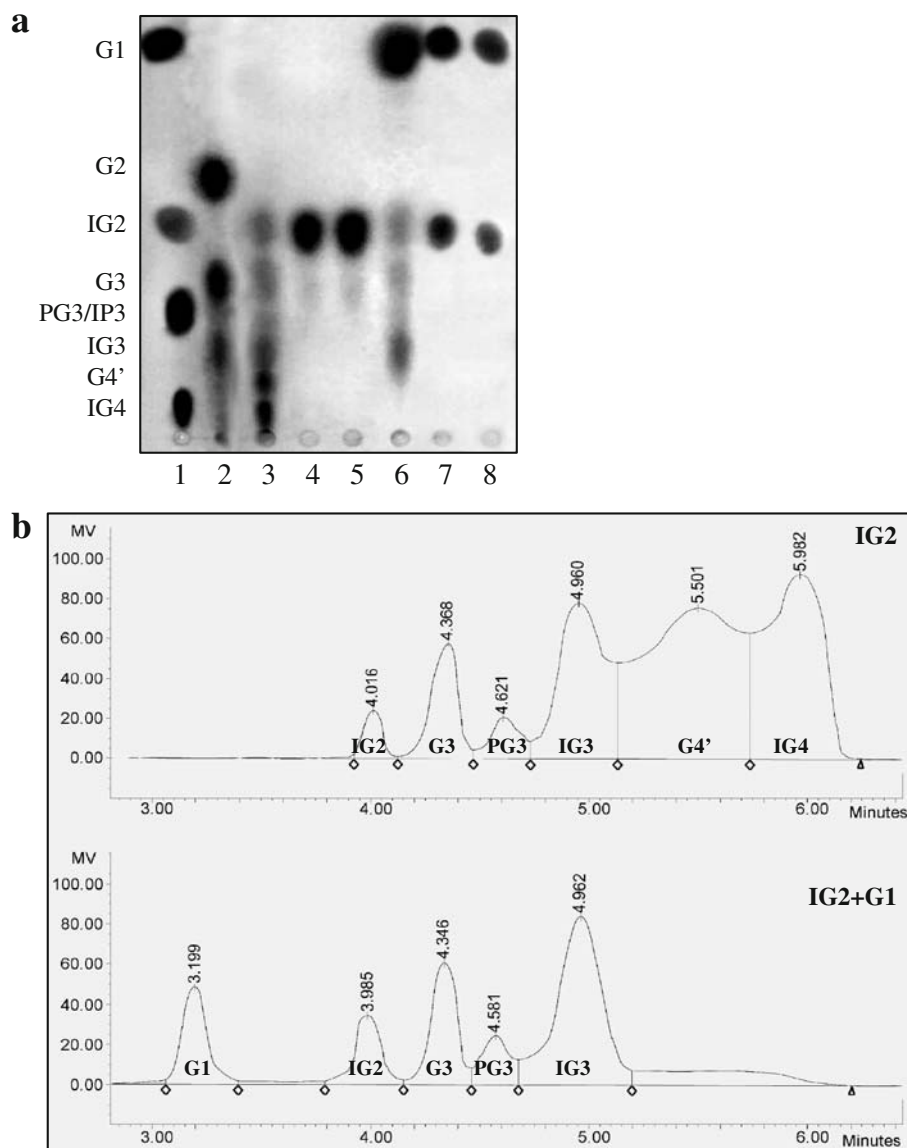 a
G1
G2
IG2
G3
PG3/IP3
IG3
G4’
IG4
1 2 3 4 5 6 7 8
b
MV
IG2
100.00
80.00
60.00
40.00
20.00
0.00
4.016
4.368
4.621
4.960
5.501
5.982
IG2 G3 PG3 IG3 G4’ IG4
3.00 4.00 5.00 6.00 Minutes
MV
IG2+G1
100.00
80.00
60.00
40.00
20.00
0.00
3.199
3.985
4.346
4.581
4.962
G1 IG2 G3 PG3 IG3
3.00 4.00 5.00 6.00 Minutes